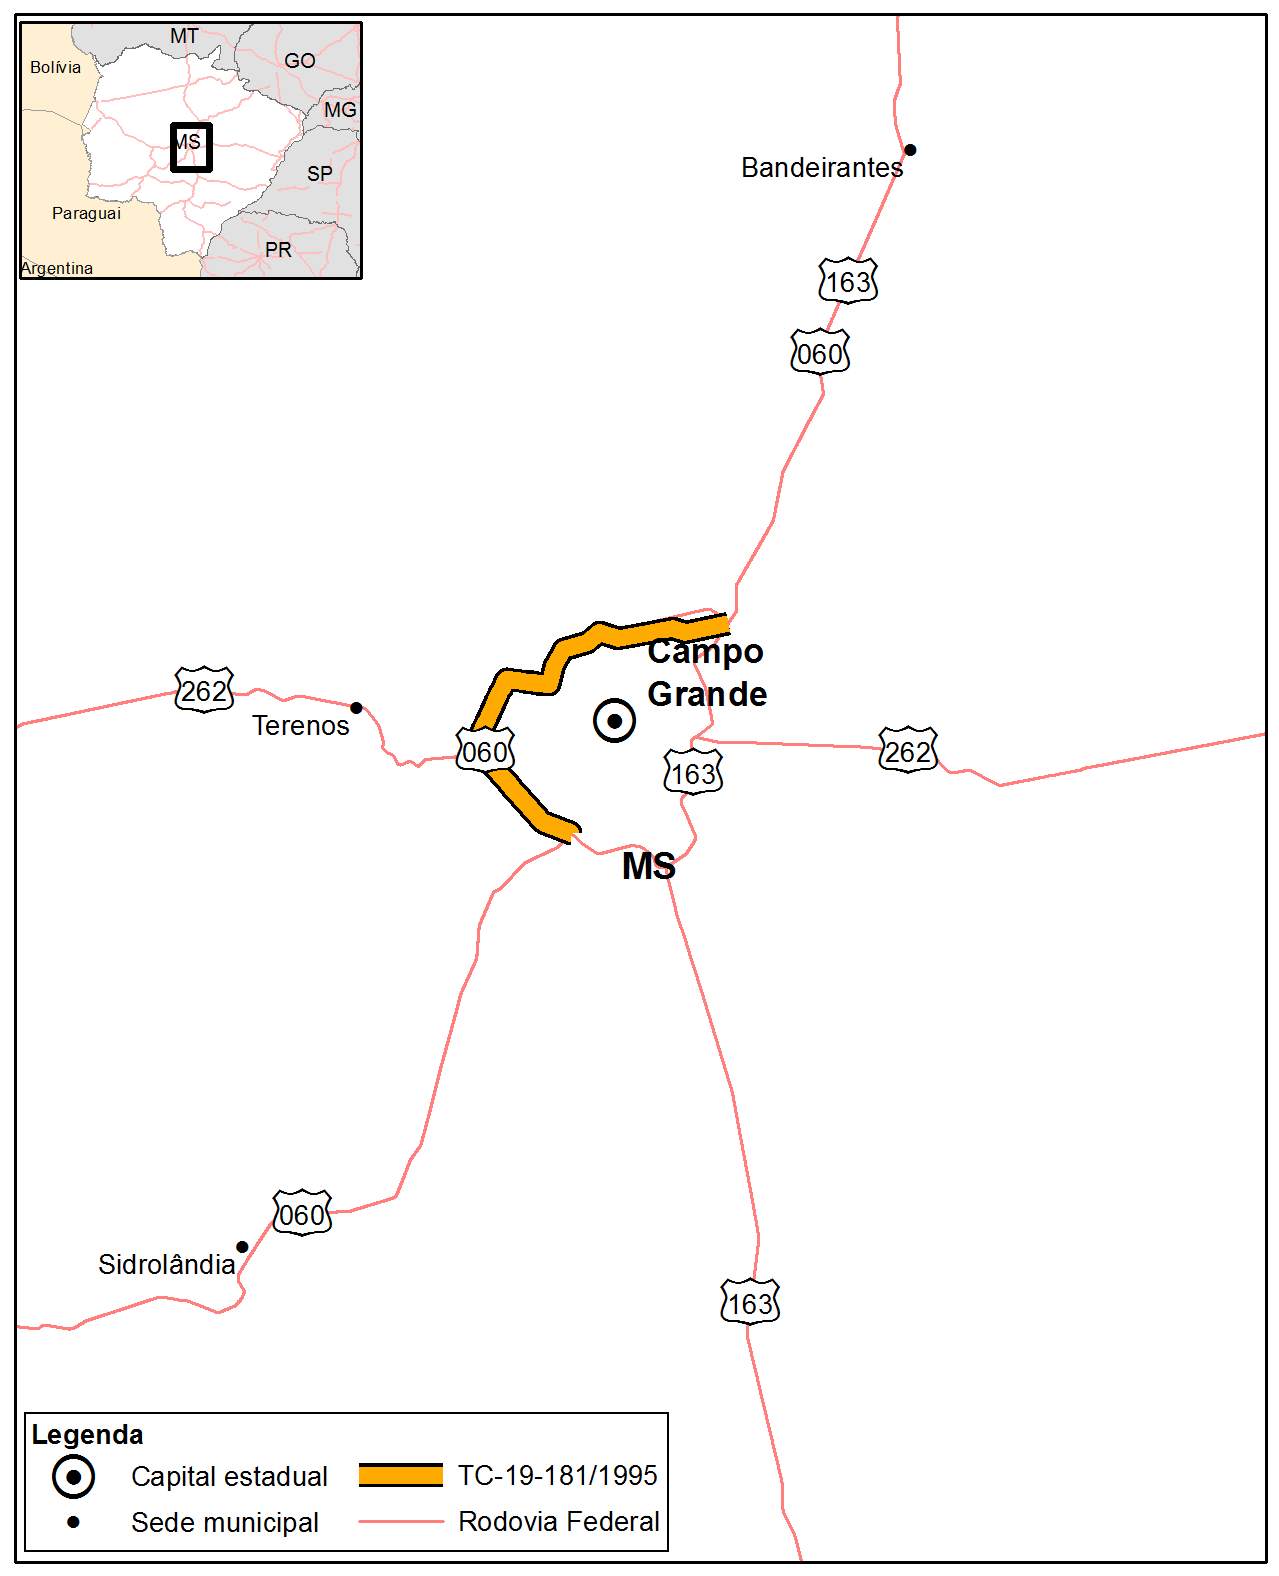 MT
GO
Bolívia
MG
MS
SP
Paraguai
PR
Argentina
Bandeirantes
163
060
Campo
Grande
262
Terenos
060
262
163
MS
060
Sidrolândia
163
Legenda
Capital estadual
TC-19-181/1995
Sede municipal
Rodovia Federal